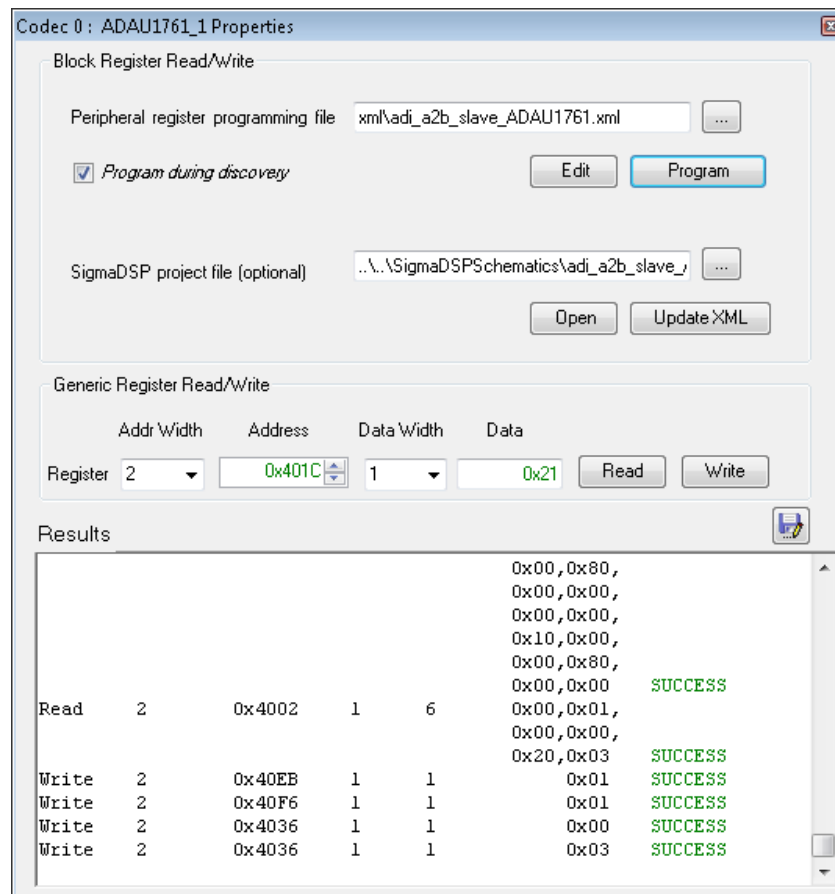 Codec 0 : ADAU1761_1 Properties
Block Register Read/Write
Peripheral register programming file xml\adi_a2b_slave_ADAU1761.xml ...
Program during discovery Edit Program
SigmaDSP project file (optional) ..\..\SigmaDSPSchematics\adi_a2b_slave_ ...
Open Update XML
Generic Register Read/Write
Addr Width Address Data Width Data
Register 2 0x401C 1 0x21 Read Write
Results
0x00,0x80,
0x00,0x00,
0x00,0x00,
0x10,0x00,
0x00,0x80,
0x00,0x00 SUCCESS
Read 2 0x4002 1 6 0x00,0x01,
0x00,0x00,
0x20,0x03 SUCCESS
Write 2 0x40EB 1 1 0x01 SUCCESS
Write 2 0x40F6 1 1 0x01 SUCCESS
Write 2 0x4036 1 1 0x00 SUCCESS
Write 2 0x4036 1 1 0x03 SUCCESS